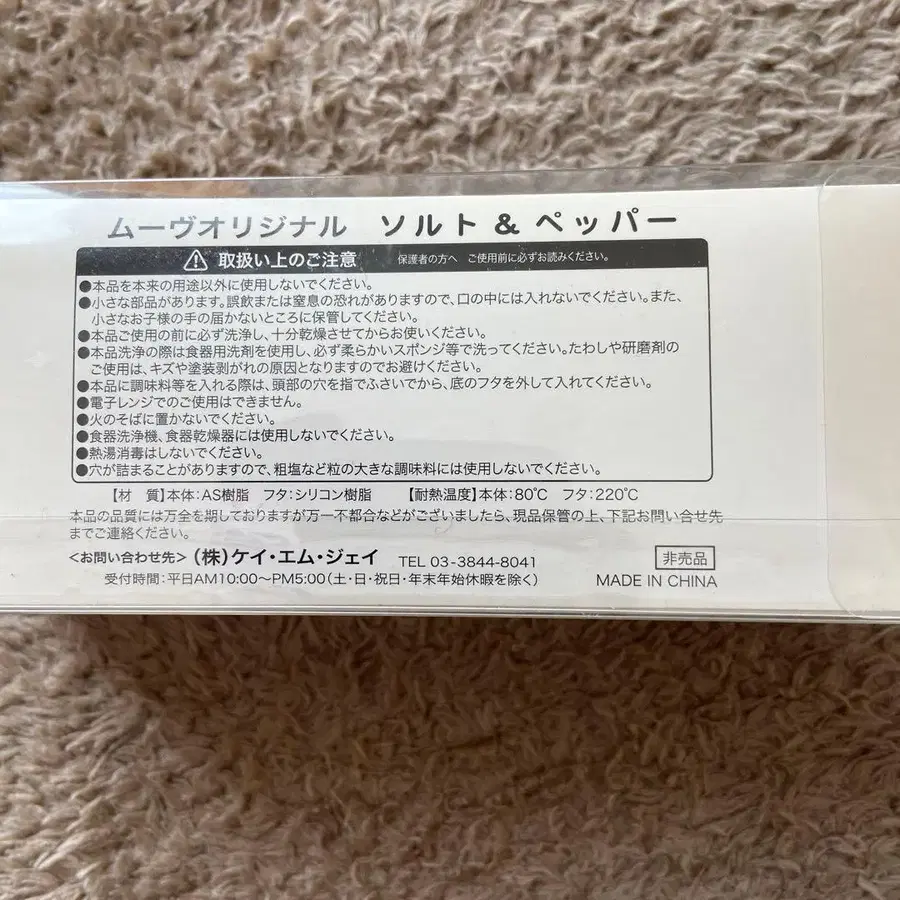 ムーヴオリジナル ソルト&ペッパー
⚠ 取扱い上のご注意 保護者の方へ ご使用前に必ずお読みください。
●本品を本来の用途以外に使用しないでください。
●小さな部品があります。誤飲または窒息の恐れがありますので、口の中には入れないでください。また、
小さなお子様の手の届かないところに保管してください。
●本品ご使用の前に必ず洗浄し、十分乾燥させてからお使いください。
●本品洗浄の際は食器用洗剤を使用し、必ず柔らかいスポンジ等で洗ってください。たわしや研磨剤の
ご使用は、キズや塗装剥がれの原因となりますのでお避けください。
●本品に調味料等を入れる際は、頭部の穴を指でふさいでから、底のフタを外して入れてください。
●電子レンジでのご使用はできません。
●火のそばに置かないでください。
●食器洗浄機、食器乾燥器には使用しないでください。
●熱湯消毒はしないでください。
●穴が詰まることがありますので、粗塩など粒の大きな調味料には使用しないでください。
【材 質】本体:AS樹脂 フタ:シリコン樹脂 【耐熱温度】本体:80℃ フタ:220℃
本品の品質には万全を期しておりますが万一不都合などがございましたら、現品保管の上、下記お問い合せ先
までご連絡ください。
<お問い合わせ先> (株)ケイ・エム・ジェイ TEL 03-3844-8041 非売品
受付時間:平日AM10:00~PM5:00(土・日・祝日・年末年始休暇を除く) MADE IN CHINA